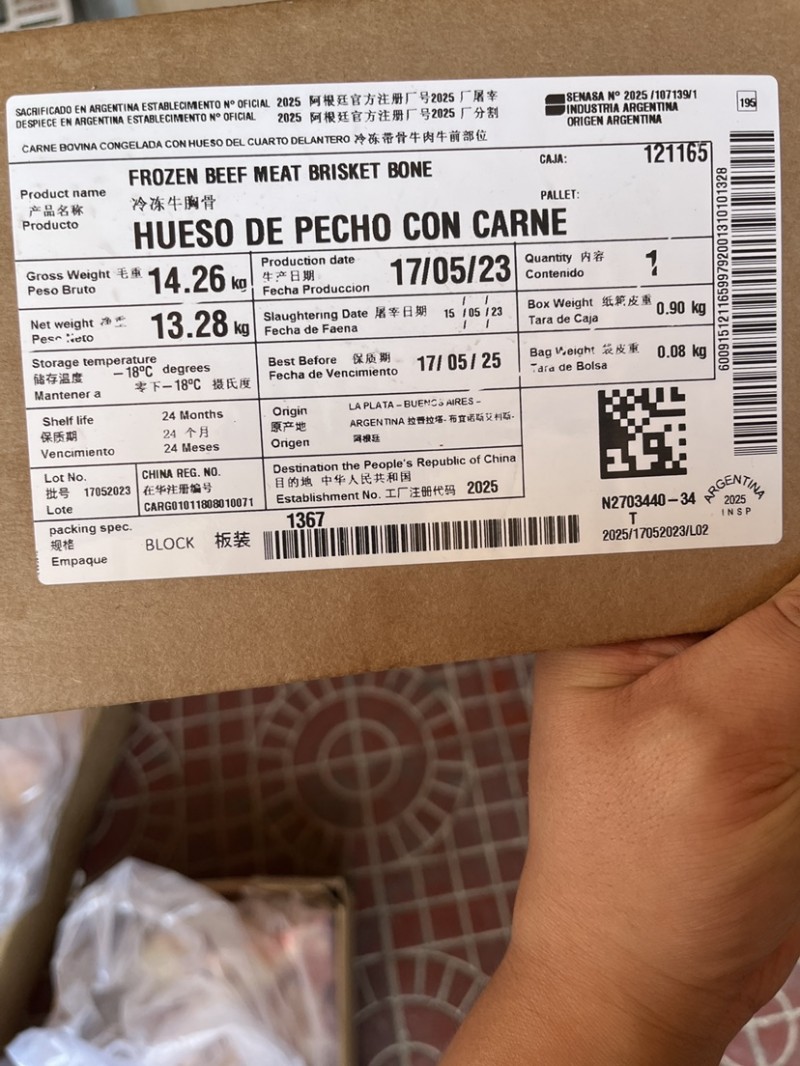 SACRIFICADO EN ARGENTINA ESTABLECIMIENTO Nº OFICIAL 2025 阿根廷官方注册厂号2025 厂屠宰
DESPIECE EN ARGENTINA ESTABLECIMIENTO Nº OFICIAL 2025 阿根廷官方注册厂号2025 厂分割
SENASA Nº 2025 /107139/1
INDUSTRIA ARGENTINA
ORIGEN ARGENTINA
195
CARNE BOVINA CONGELADA CON HUESO DEL CUARTO DELANTERO 冷冻带骨牛肉牛前部位
Product name
产品名称
Producto
FROZEN BEEF MEAT BRISKET BONE
冷冻牛胸骨
HUESO DE PECHO CON CARNE
CAJA: 121165
PALLET:
Gross Weight 毛重
Peso Bruto
14.26 kg
Production date
生产日期
Fecha Produccion
17/05/23
Quantity 内容
Contenido
1
Net weight 净重
Peso Neto
13.28 kg
Slaughtering Date 屠宰日期
Fecha de Faena
/ /
15 / 05 / 23
/ /
Box Weight 纸箱皮重
Tara de Caja
0.90 kg
Storage temperature
储存温度
Mantener a
-18ºC degrees
零下-18ºC 摄氏度
Best Before 保质期
Fecha de Vencimiento
17/ 05/ 25
Bag Weight 袋皮重
Tara de Bolsa
0.08 kg
Shelf life
保质期
Vencimiento
24 Months
24 个月
24 Meses
Origin
原产地
Origen
LA PLATA - BUENOS AIRES -
ARGENTINA 拉普拉塔- 布宜诺斯艾利斯-
阿根廷
Lot No.
批号 17052023
Lote
CHINA REG. NO.
在华注册编号
CARG01011808010071
Destination the People's Republic of China
目的地 中华人民共和国
Establishment No. 工厂注册代码 2025
packing spec.
规格
Empaque
BLOCK 板装
1367
N2703440-34
T
2025/17052023/L02
ARGENTINA
2025
INSP
6009151211659979200131010​1328